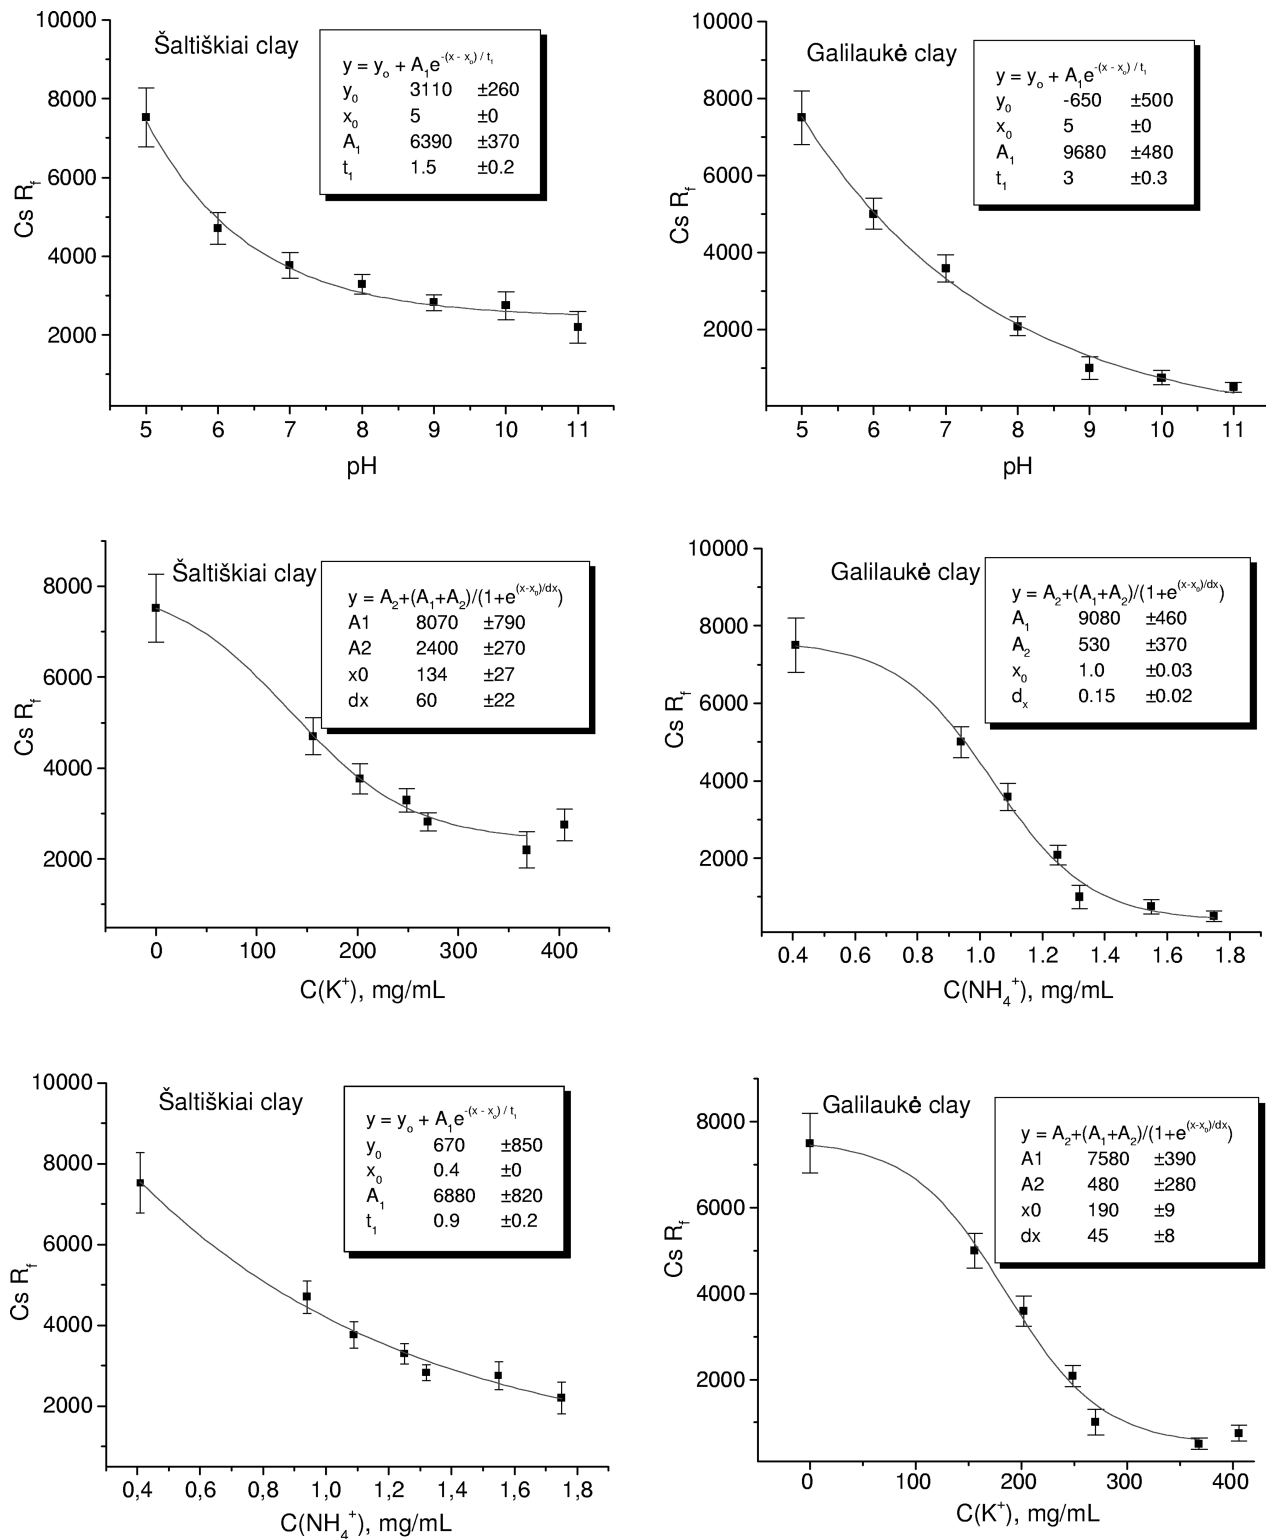 Šaltiškiai clay
y = y₀ + A₁e^-(x - x₀) / t₁
y₀ 3110 ±260
x₀ 5 ±0
A₁ 6390 ±370
t₁ 1.5 ±0.2
10000
8000
6000
4000
2000
Cs R_f
5 6 7 8 9 10 11
pH
Galilaukė clay
y = y₀ + A₁e^-(x - x₀) / t₁
y₀ -650 ±500
x₀ 5 ±0
A₁ 9680 ±480
t₁ 3 ±0.3
10000
8000
6000
4000
2000
Cs R_f
5 6 7 8 9 10 11
pH
Šaltiškiai clay
y = A₂+(A₁+A₂)/(1+e^(x-x₀)/dx)
A1 8070 ±790
A2 2400 ±270
x0 134 ±27
dx 60 ±22
8000
6000
4000
2000
Cs R_f
0 100 200 300 400
C(K⁺), mg/mL
Galilaukė clay
y = A₂+(A₁+A₂)/(1+e^(x-x₀)/dx)
A₁ 9080 ±460
A₂ 530 ±370
x₀ 1.0 ±0.03
dₓ 0.15 ±0.02
10000
8000
6000
4000
2000
Cs R_f
0.4 0.6 0.8 1.0 1.2 1.4 1.6 1.8
C(NH₄⁺), mg/mL
Šaltiškiai clay
y = y₀ + A₁e^-(x - x₀) / t₁
y₀ 670 ±850
x₀ 0.4 ±0
A₁ 6880 ±820
t₁ 0.9 ±0.2
10000
8000
6000
4000
2000
Cs R_f
0,4 0,6 0,8 1,0 1,2 1,4 1,6 1,8
C(NH₄⁺), mg/mL
Galilaukė clay
y = A₂+(A₁+A₂)/(1+e^(x-x₀)/dx)
A1 7580 ±390
A2 480 ±280
x0 190 ±9
dx 45 ±8
8000
6000
4000
2000
Cs R_f
0 100 200 300 400
C(K⁺), mg/mL